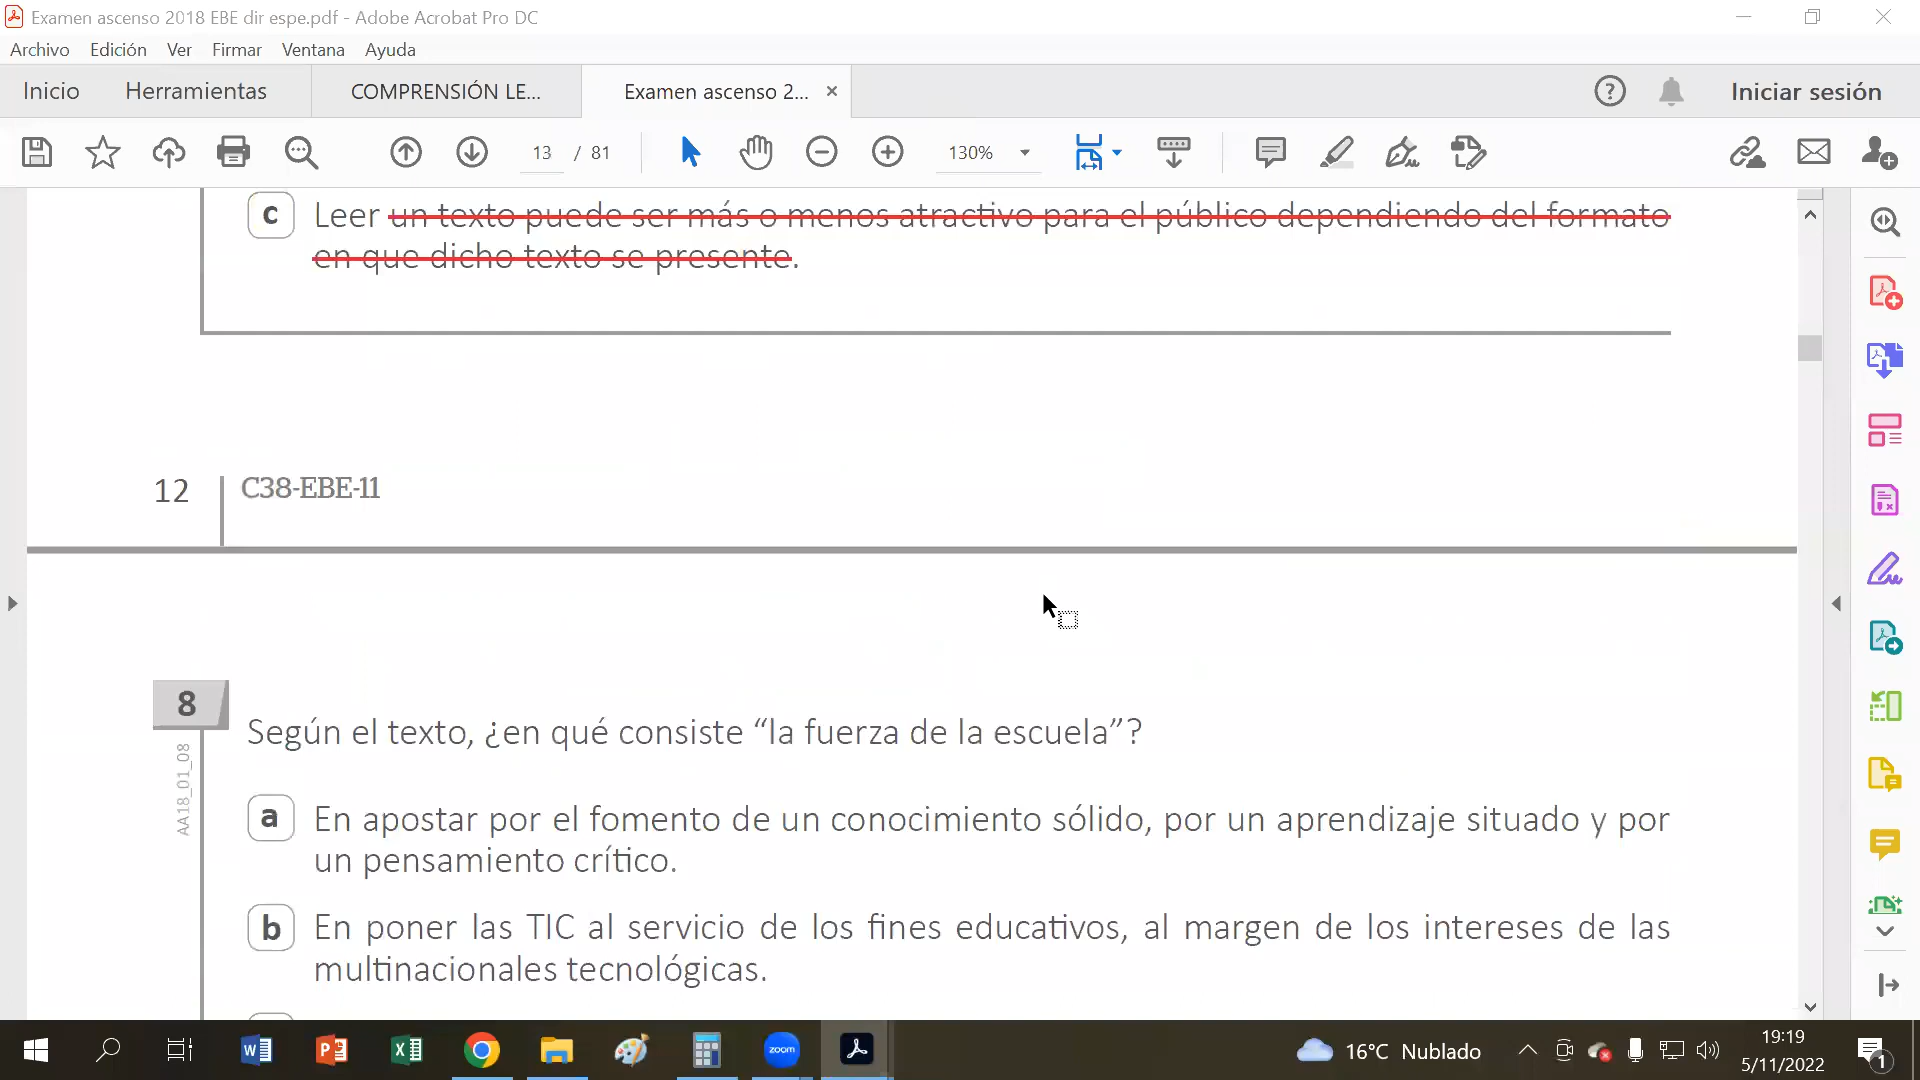 Examen ascenso 2018 EBE dir espe.pdf - Adobe Acrobat Pro DC
Archivo Edición Ver Firmar Ventana Ayuda
Inicio Herramientas COMPRENSIÓN LE... Examen ascenso 2... × Iniciar sesión
13 / 81 130%
c Leer un texto puede ser más o menos atractivo para el público dependiendo del formato
en que dicho texto se presente.
12 C38-EBE-11
8
AA18_01_08
Según el texto, ¿en qué consiste “la fuerza de la escuela”?
a En apostar por el fomento de un conocimiento sólido, por un aprendizaje situado y por
un pensamiento crítico.
b En poner las TIC al servicio de los fines educativos, al margen de los intereses de las
multinacionales tecnológicas.
zoom
16°C Nublado
19:19
5/11/2022
1